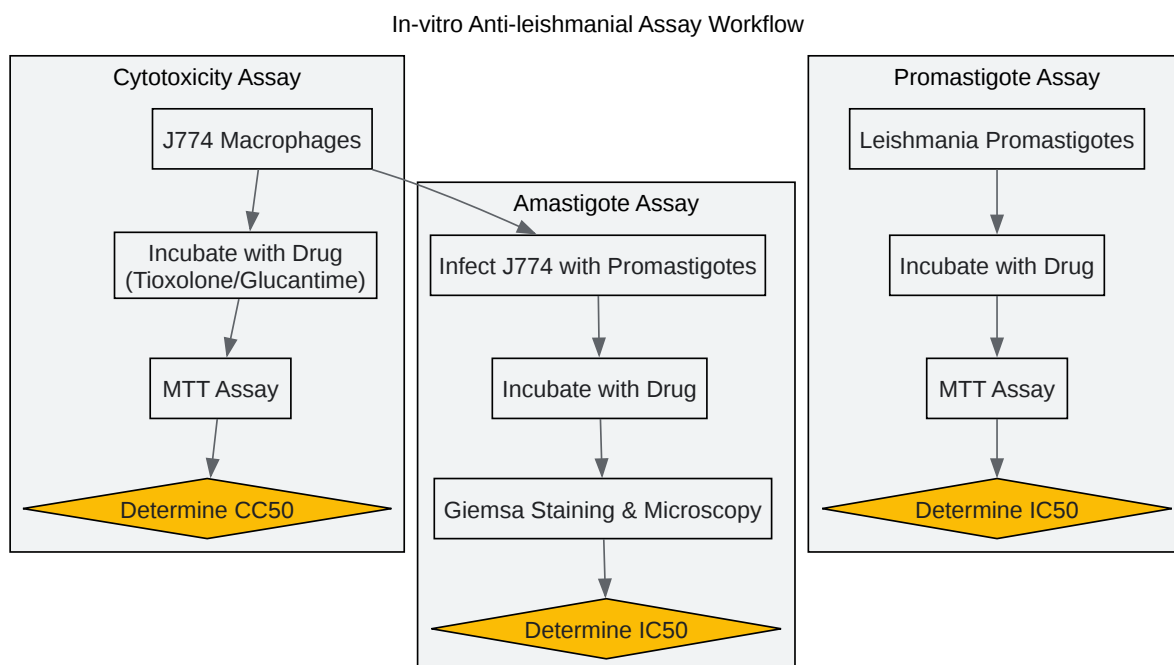 In-vitro Anti-leishmanial Assay Workflow
Cytotoxicity Assay
J774 Macrophages
Incubate with Drug
(Tioxolone/Glucantime)
MTT Assay
Determine CC50
Amastigote Assay
Infect J774 with Promastigotes
Incubate with Drug
Giemsa Staining & Microscopy
Determine IC50
Promastigote Assay
Leishmania Promastigotes
Incubate with Drug
MTT Assay
Determine IC50